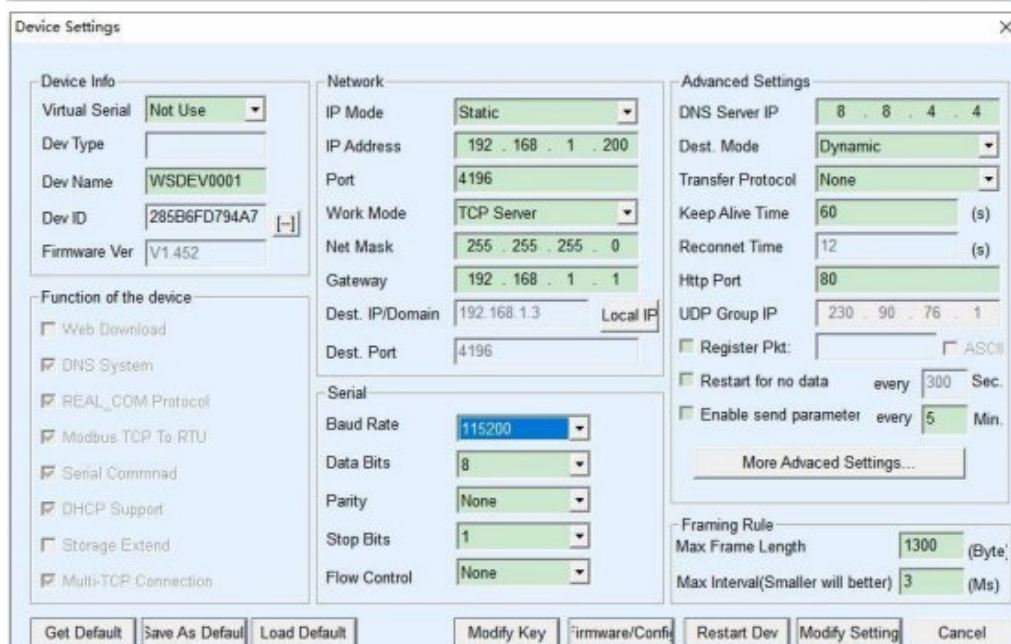 Device Settings
Device Info
Virtual Serial Not Use
Dev Type
Dev Name WSDEV0001
Dev ID 285B6FD794A7 [--]
Firmware Ver V1.452
Function of the device
Web Download
DNS System
REAL_COM Protocol
Modbus TCP To RTU
Serial Commnad
DHCP Support
Storage Extend
Multi-TCP Connection
Network
IP Mode Static
IP Address 192 . 168 . 1 . 200
Port 4196
Work Mode TCP Server
Net Mask 255 . 255 . 255 . 0
Gateway 192 . 168 . 1 . 1
Dest. IP/Domain 192.168.1.3 Local IP
Dest. Port 4196
Serial
Baud Rate 115200
Data Bits 8
Parity None
Stop Bits 1
Flow Control None
Advanced Settings
DNS Server IP 8 . 8 . 4 . 4
Dest. Mode Dynamic
Transfer Protocol None
Keep Alive Time 60 (s)
Reconnet Time 12 (s)
Http Port 80
UDP Group IP 230 . 90 . 76 . 1
Register Pkt: ASCII
Restart for no data every 300 Sec.
Enable send parameter every 5 Min.
More Advaced Settings...
Framing Rule
Max Frame Length 1300 (Byte)
Max Interval(Smaller will better) 3 (Ms)
Get Default Save As Defaul Load Default Modify Key Firmware/Config Restart Dev Modify Setting Cancel